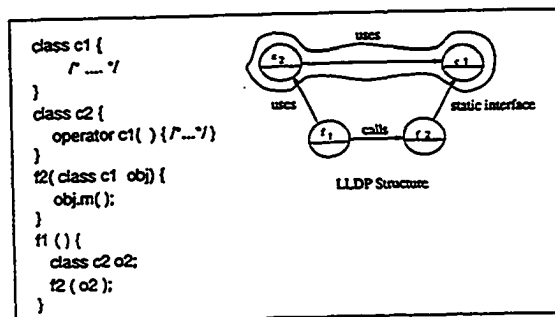 class c1 {
/* .... */
}
class c2 {
operator c1( ) { /*...*/ }
}
f2( class c1 obj) {
obj.m( );
}
f1 () {
class c2 o2;
f2 ( o2 );
}
uses
c2
c1
uses
static interface
f1
calls
f2
LLDP Structure